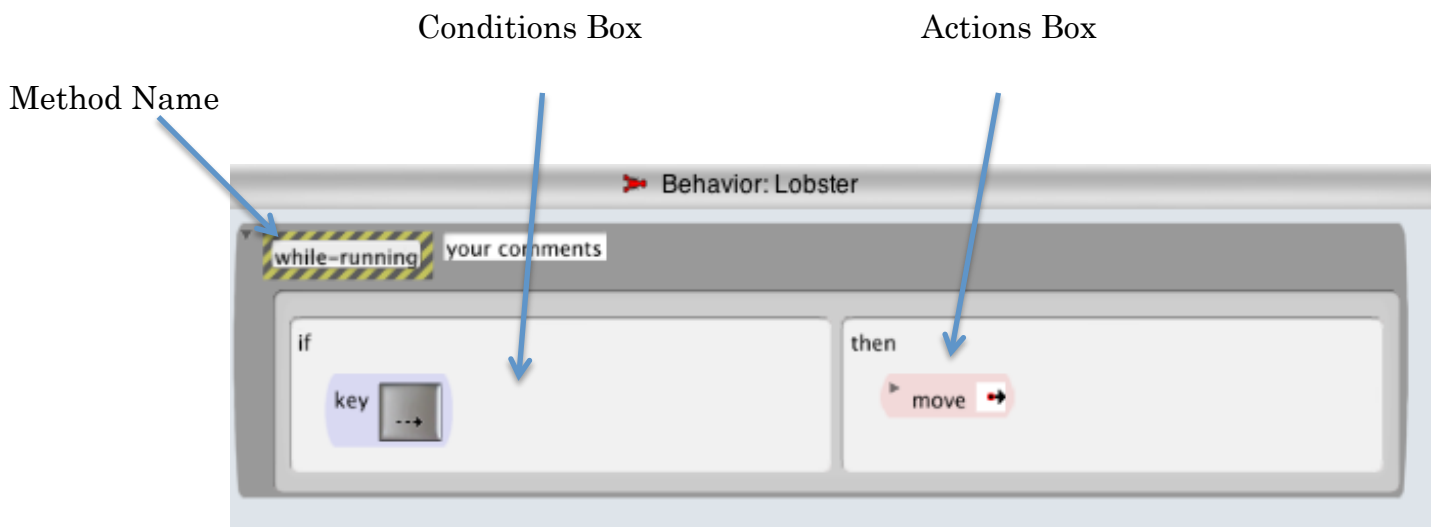 Conditions Box
Actions Box
Method Name
Behavior: Lobster
while-running
your comments
if
then
key
move